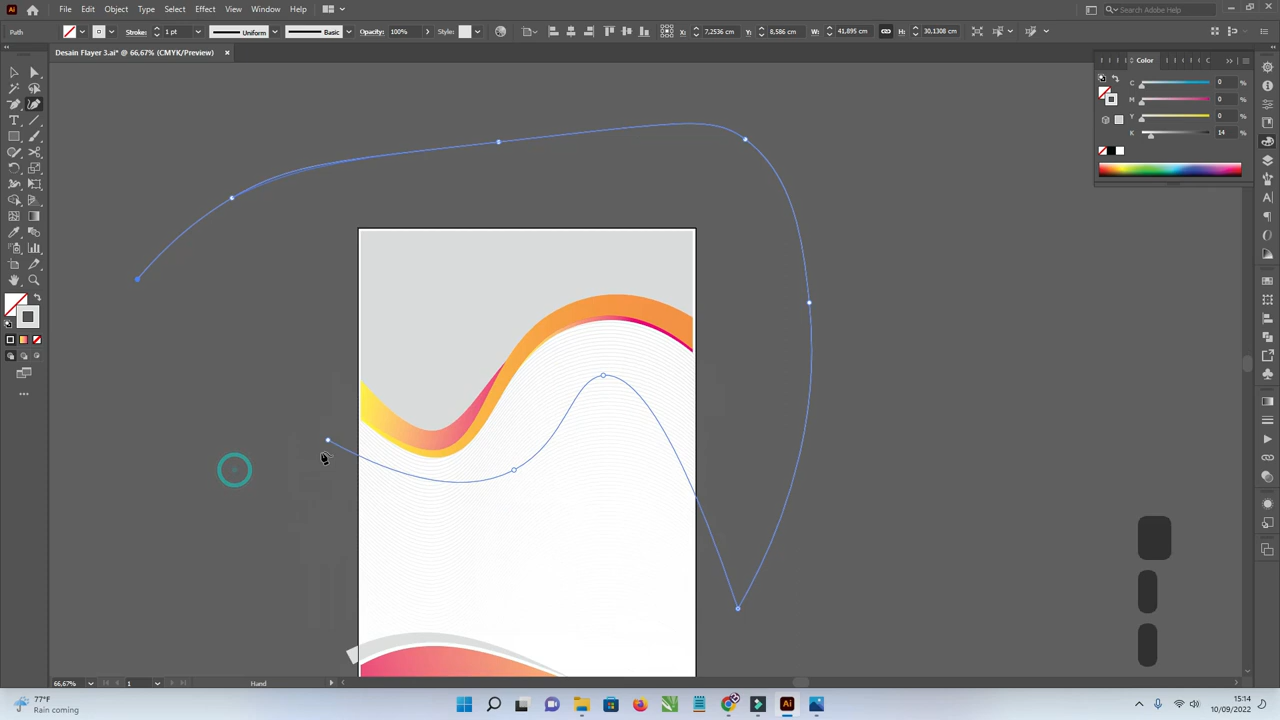 File Edit Object Type Select Effect View Window Help
Search Adobe Help
Path
Stroke: 1 pt
Uniform
Basic
Opacity: 100%
Style:
X: 7,2536 cm
Y: 8,586 cm
W: 41,895 cm
H: 30,1308 cm
Desain Flayer 3.ai* @ 66,67% (CMYK/Preview) ×
Color
C
C 0 %
M 0 %
Y 0 %
K 14 %
66,67%
1
Hand
77°F
Rain coming
15:14
10/09/2022